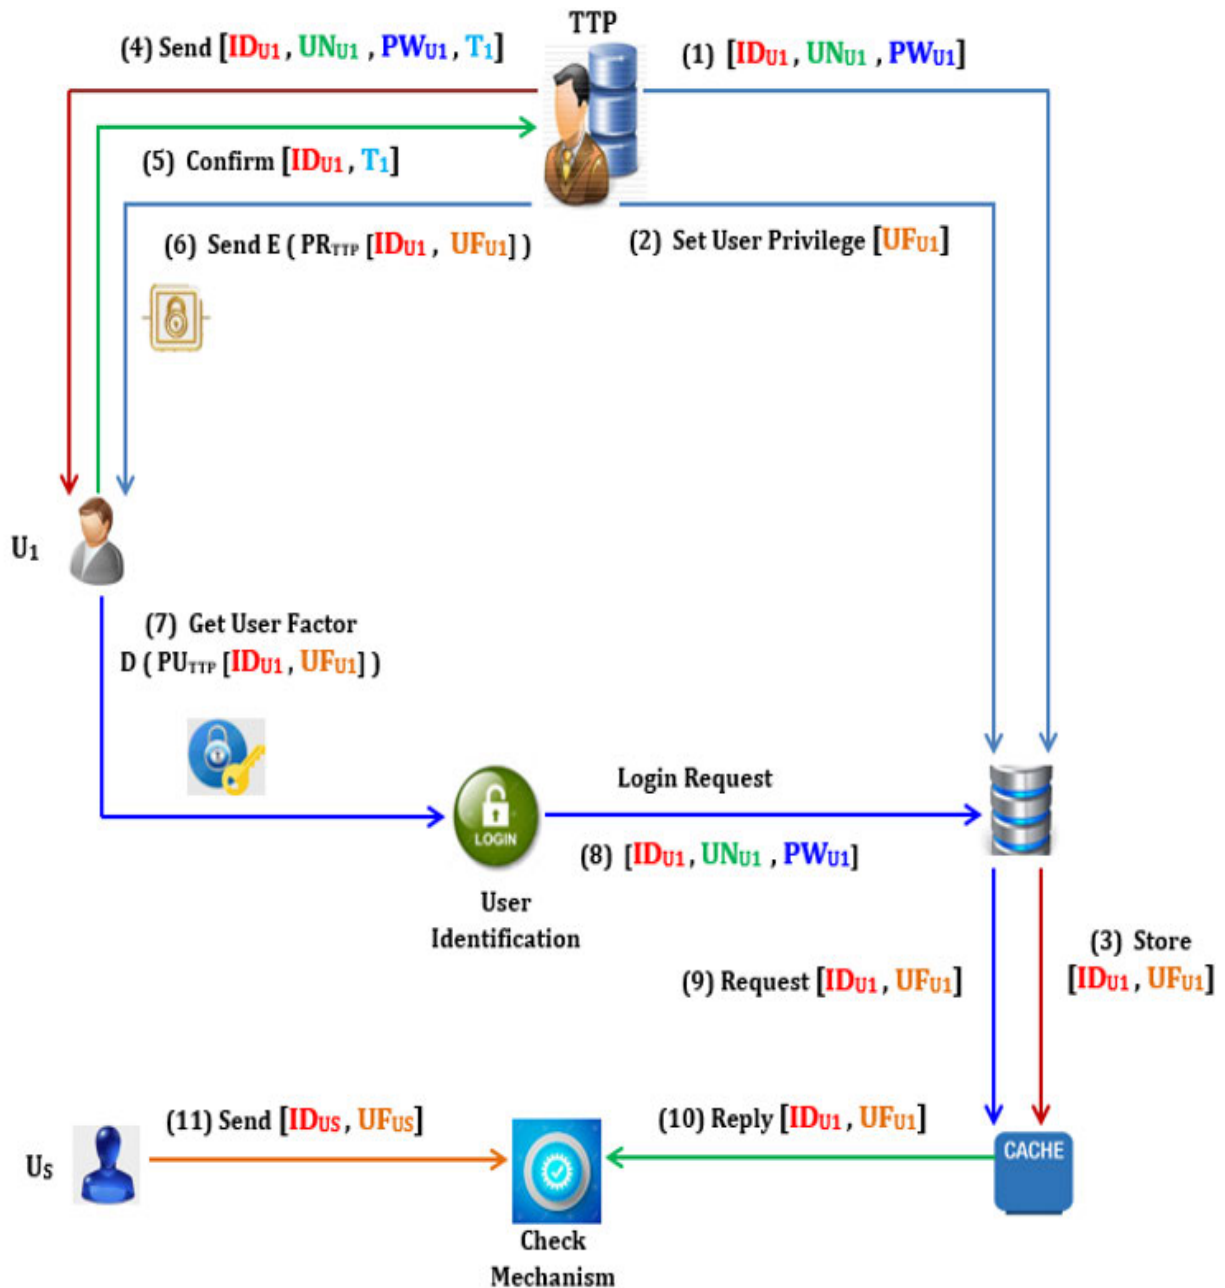 TTP
(4) Send [IDU1 , UNU1 , PWU1 , T1]
(1) [IDU1 , UNU1 , PWU1]
(5) Confirm [IDU1 , T1]
(6) Send E ( PRTTP [IDU1 , UFU1] )
(2) Set User Privilege [UFU1]
U1
(7) Get User Factor
D ( PUTTP [IDU1 , UFU1] )
LOGIN
Login Request
(8) [IDU1 , UNU1 , PWU1]
User
Identification
(3) Store
[IDU1 , UFU1]
(9) Request [IDU1 , UFU1]
(11) Send [IDUS , UFUS]
(10) Reply [IDU1 , UFU1]
US
CACHE
Check
Mechanism